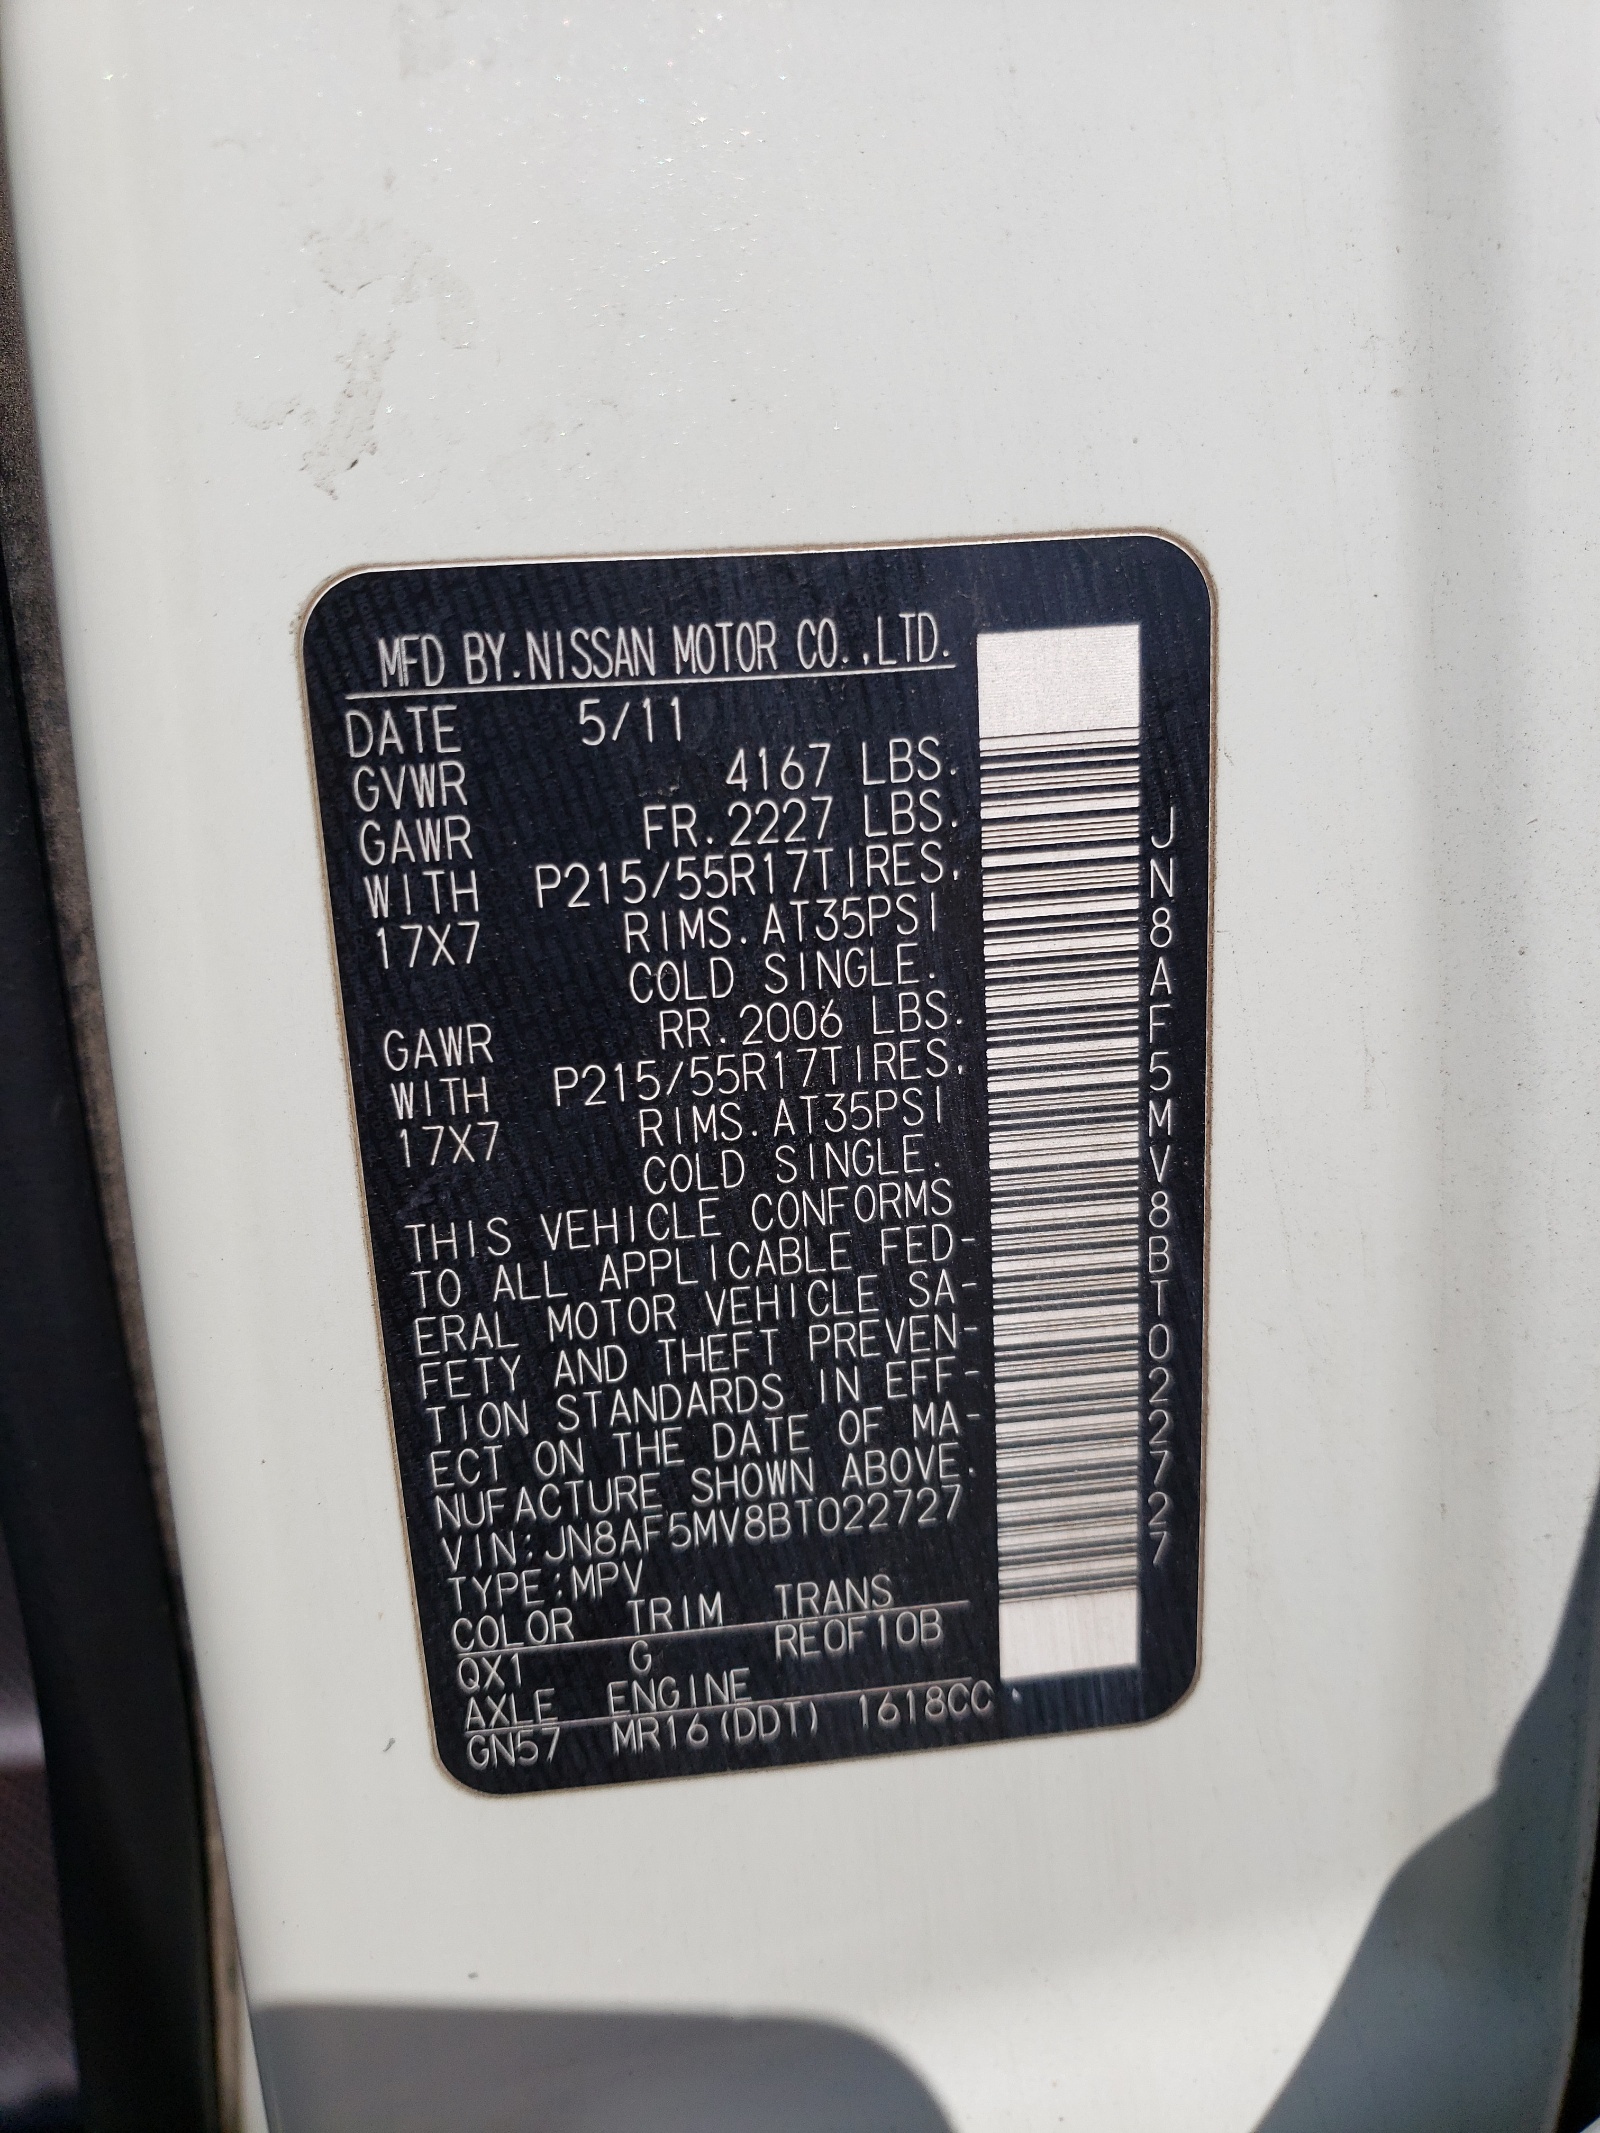 MFD BY.NISSAN MOTOR CO.,LTD.
DATE 5/11
GVWR 4167 LBS.
GAWR FR.2227 LBS.
WITH P215/55R17TIRES,
17X7 RIMS.AT35PSI
COLD SINGLE.
GAWR RR.2006 LBS.
WITH P215/55R17TIRES,
17X7 RIMS.AT35PSI
COLD SINGLE.
THIS VEHICLE CONFORMS
TO ALL APPLICABLE FED-
ERAL MOTOR VEHICLE SA-
FETY AND THEFT PREVEN-
TION STANDARDS IN EFF-
ECT ON THE DATE OF MA-
NUFACTURE SHOWN ABOVE.
VIN:JN8AF5MV8BT022727
TYPE:MPV
COLOR TRIM TRANS
QX1 G RE0F10B
AXLE ENGINE
GN57 MR16(DDT) 1618CC
JN8AF5MV8BT022727